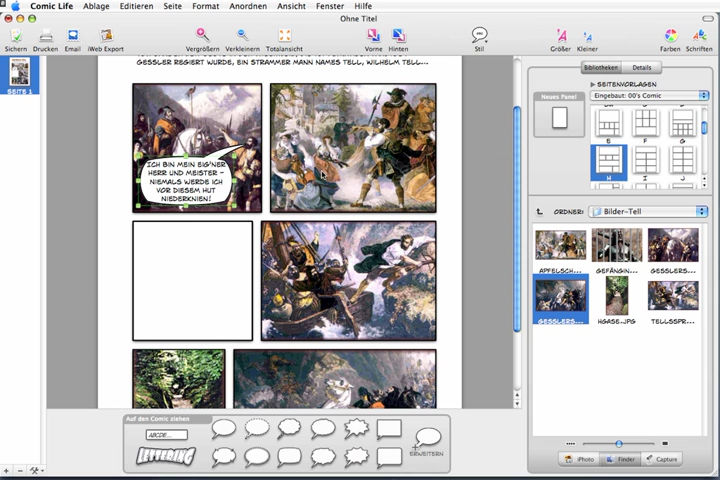 Comic Life Ablage Editieren Seite Format Anordnen Ansicht Fenster Hilfe
Ohne Titel
Sichern Drucken Email iWeb Export Vergrößern Verkleinern Totalansicht Vorne Hinten Stil Größer Kleiner Farben Schriften
SEITE 1
GESSLER REGIERT WURDE, EIN STRAMMER MANN NAMES TELL, WILHELM TELL...
ICH BIN MEIN EIG'NER
HERR UND MEISTER -
NIEMALS WERDE ICH
VOR DIESEM HUT
NIEDERKNIEN!
Auf den Comic ziehen
ABCDE...
LETTERING
ERWEITERN
Bibliotheken Details
SEITENVORLAGEN
Neues Panel
Eingebaut: 00's Comic
E F G
H I J
ORDNER: Bilder-Tell
APFELSCH... GEFÄNGIN... GESSLERS...
GESSLERS... HGASE.JPG TELLSSPR...
iPhoto Finder Capture